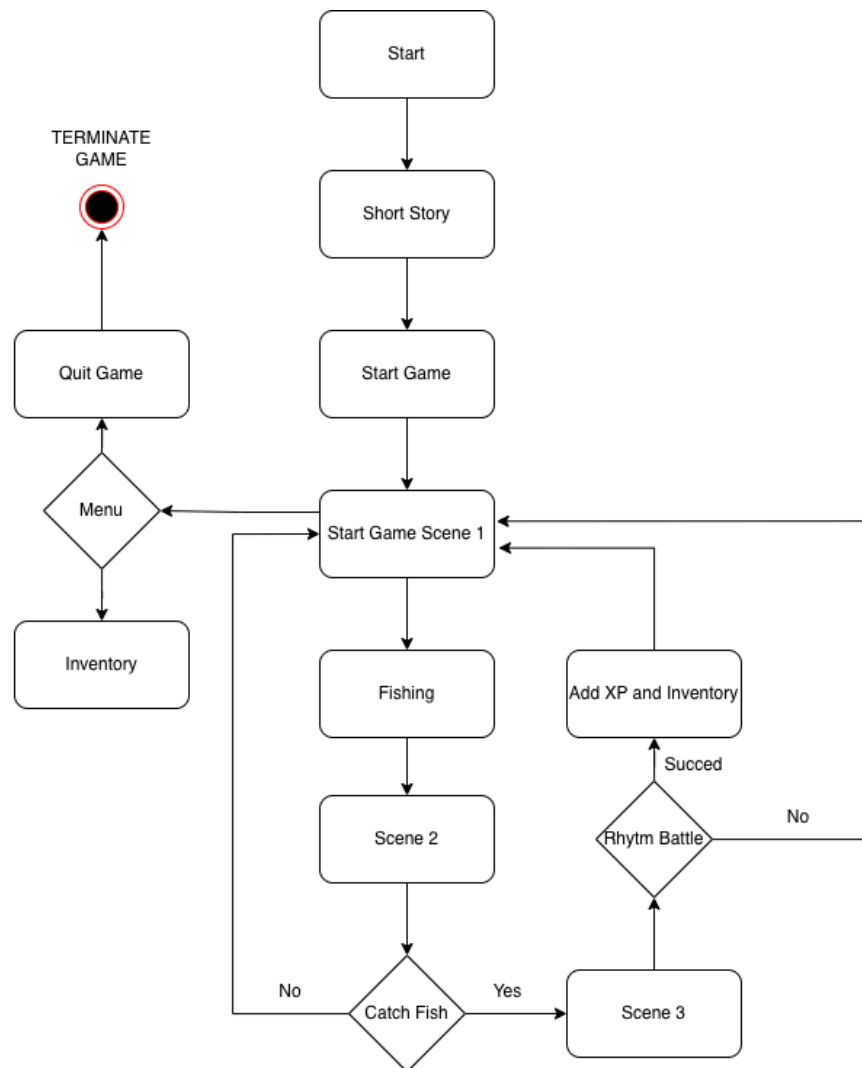 Start
TERMINATE
GAME
Short Story
Quit Game
Start Game
Menu
Start Game Scene 1
Inventory
Fishing
Add XP and Inventory
Succed
Scene 2
Rhytm Battle
No
No
Catch Fish
Yes
Scene 3